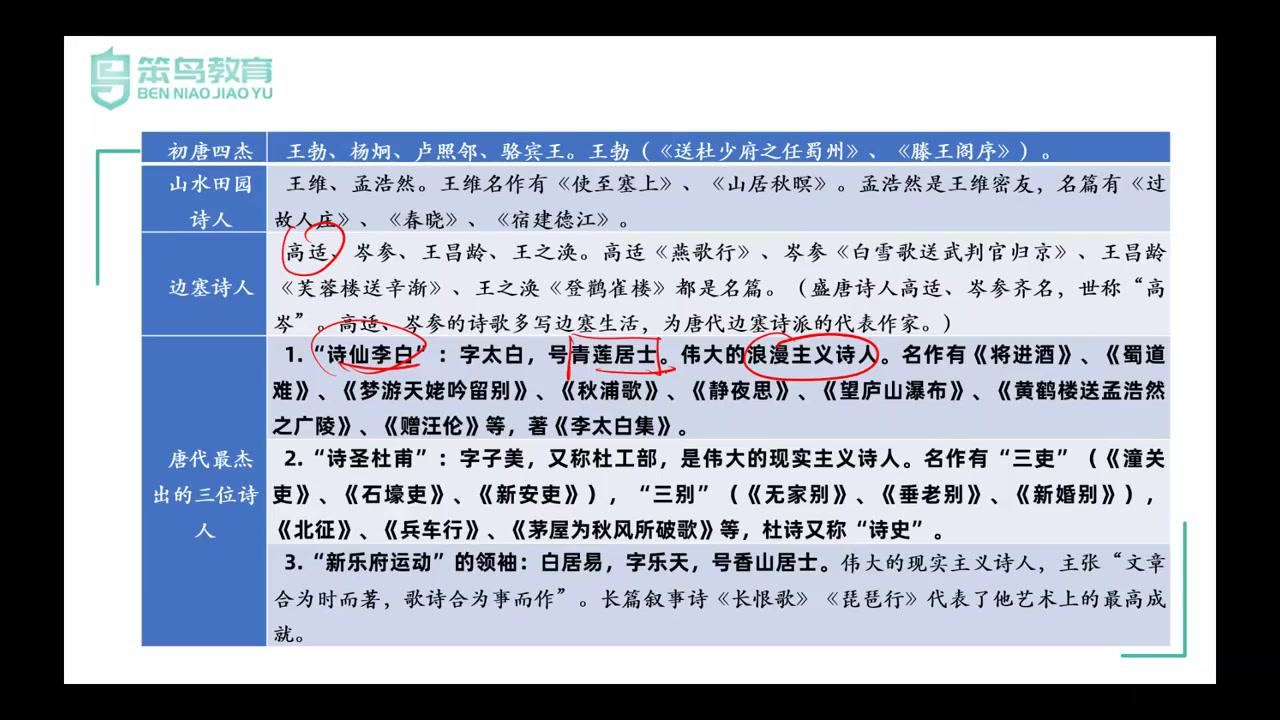 笨鸟教育
BEN NIAO JIAO YU
初唐四杰
王勃、杨炯、卢照邻、骆宾王。王勃（《送杜少府之任蜀州》、《滕王阁序》）。
山水田园
诗人
王维、孟浩然。王维名作有《使至塞上》、《山居秋暝》。孟浩然是王维密友，名篇有《过
故人庄》、《春晓》、《宿建德江》。
边塞诗人
高适、岑参、王昌龄、王之涣。高适《燕歌行》、岑参《白雪歌送武判官归京》、王昌龄
《芙蓉楼送辛渐》、王之涣《登鹳雀楼》都是名篇。（盛唐诗人高适、岑参齐名，世称“高
岑”。高适、岑参的诗歌多写边塞生活，为唐代边塞诗派的代表作家。）
唐代最杰
出的三位诗
人
1.“诗仙李白”：字太白，号青莲居士。伟大的浪漫主义诗人。名作有《将进酒》、《蜀道
难》、《梦游天姥吟留别》、《秋浦歌》、《静夜思》、《望庐山瀑布》、《黄鹤楼送孟浩然
之广陵》、《赠汪伦》等，著《李太白集》。
2.“诗圣杜甫”：字子美，又称杜工部，是伟大的现实主义诗人。名作有“三吏”（《潼关
吏》、《石壕吏》、《新安吏》），“三别”（《无家别》、《垂老别》、《新婚别》），
《北征》、《兵车行》、《茅屋为秋风所破歌》等，杜诗又称“诗史”。
3.“新乐府运动”的领袖：白居易，字乐天，号香山居士。伟大的现实主义诗人，主张“文章
合为时而著，歌诗合为事而作”。长篇叙事诗《长恨歌》《琵琶行》代表了他艺术上的最高成
就。